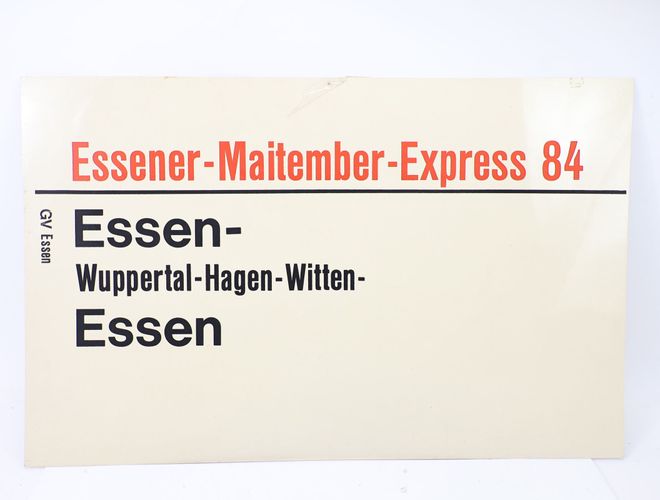 Essener-Maitember-Express 84
GV Essen
Essen-
Wuppertal-Hagen-Witten-
Essen